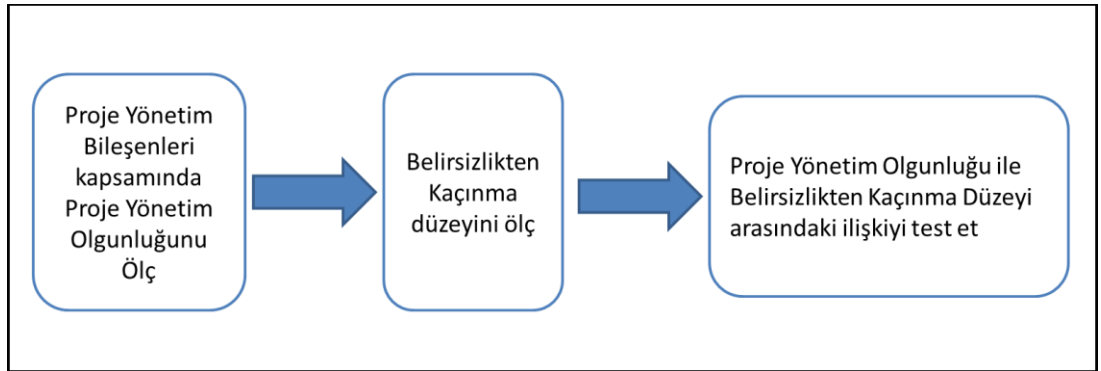 Proje Yönetim
Bileşenleri
kapsamında
Proje Yönetim
Olgunluğunu
Ölç
Belirsizlikten
Kaçınma
düzeyini ölç
Proje Yönetim Olgunluğu ile
Belirsizlikten Kaçınma Düzeyi
arasındaki ilişkiyi test et